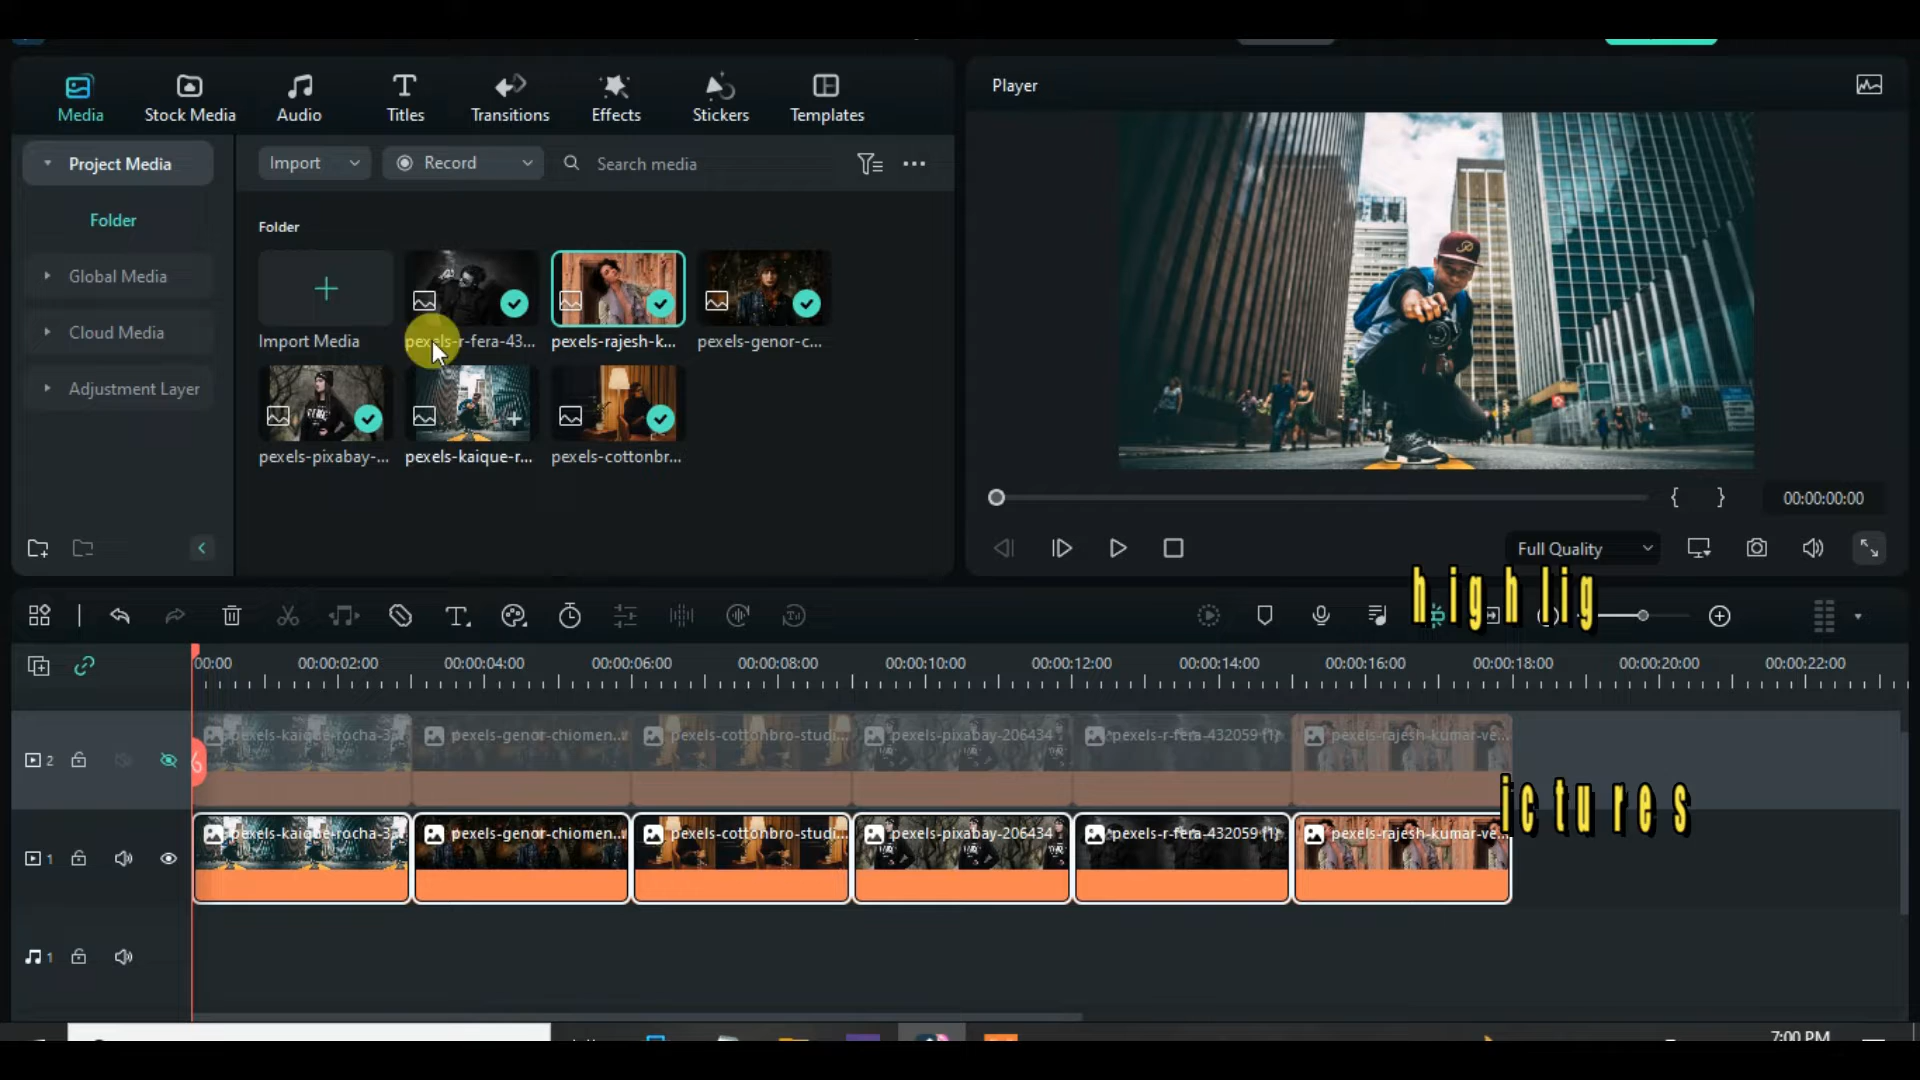 Media
Stock Media
Audio
Titles
Transitions
Effects
Stickers
Templates
Player
Project Media
Import
Record
Search media
Folder
Global Media
Cloud Media
Adjustment Layer
Folder
Import Media
pexels-r-fera-43...
pexels-rajesh-k...
pexels-genor-c...
pexels-pixabay-...
pexels-kaique-r...
pexels-cottonbr...
00:00:00:00
Full Quality
h i g h l i g
00:00
00:00:02:00
00:00:04:00
00:00:06:00
00:00:08:00
00:00:10:00
00:00:12:00
00:00:14:00
00:00:16:00
00:00:18:00
00:00:20:00
00:00:22:00
2
pexels-kaique-rocha-3
pexels-genor-chiomen...
pexels-cottonbro-studi...
pexels-pixabay-206434
pexels-r-fera-432059 (1)
pexels-rajesh-kumar-ve...
i c t u r e s
1
pexels-kaique-rocha-3
pexels-genor-chiomen...
pexels-cottonbro-studi...
pexels-pixabay-206434
pexels-r-fera-432059 (1)
pexels-rajesh-kumar-ve...
1
7:00 PM